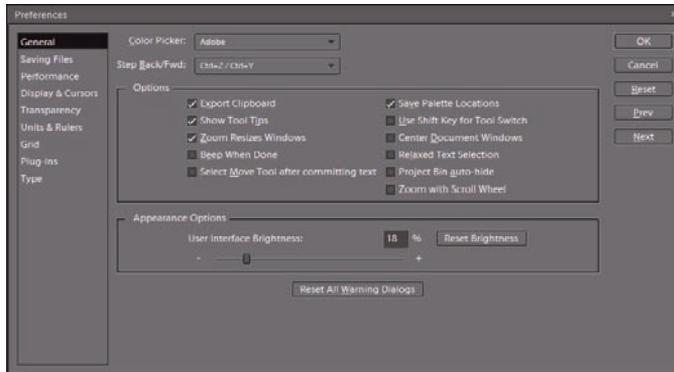 Preferences
General
Saving Files
Performance
Display & Cursors
Transparency
Units & Rulers
Grid
Plug-Ins
Type
Color Picker: Adobe
Step Back/Fwd: Ctrl+Z / Ctrl+Y
Options
Export Clipboard
Show Tool Tips
Zoom Resizes Windows
Beep When Done
Select Move Tool after committing text
Save Palette Locations
Use Shift Key for Tool Switch
Center Document Windows
Relaxed Text Selection
Project Bin auto-hide
Zoom with Scroll Wheel
Appearance Options
User Interface Brightness: 18 % Reset Brightness
- +
Reset All Warning Dialogs
OK
Cancel
Reset
Prev
Next